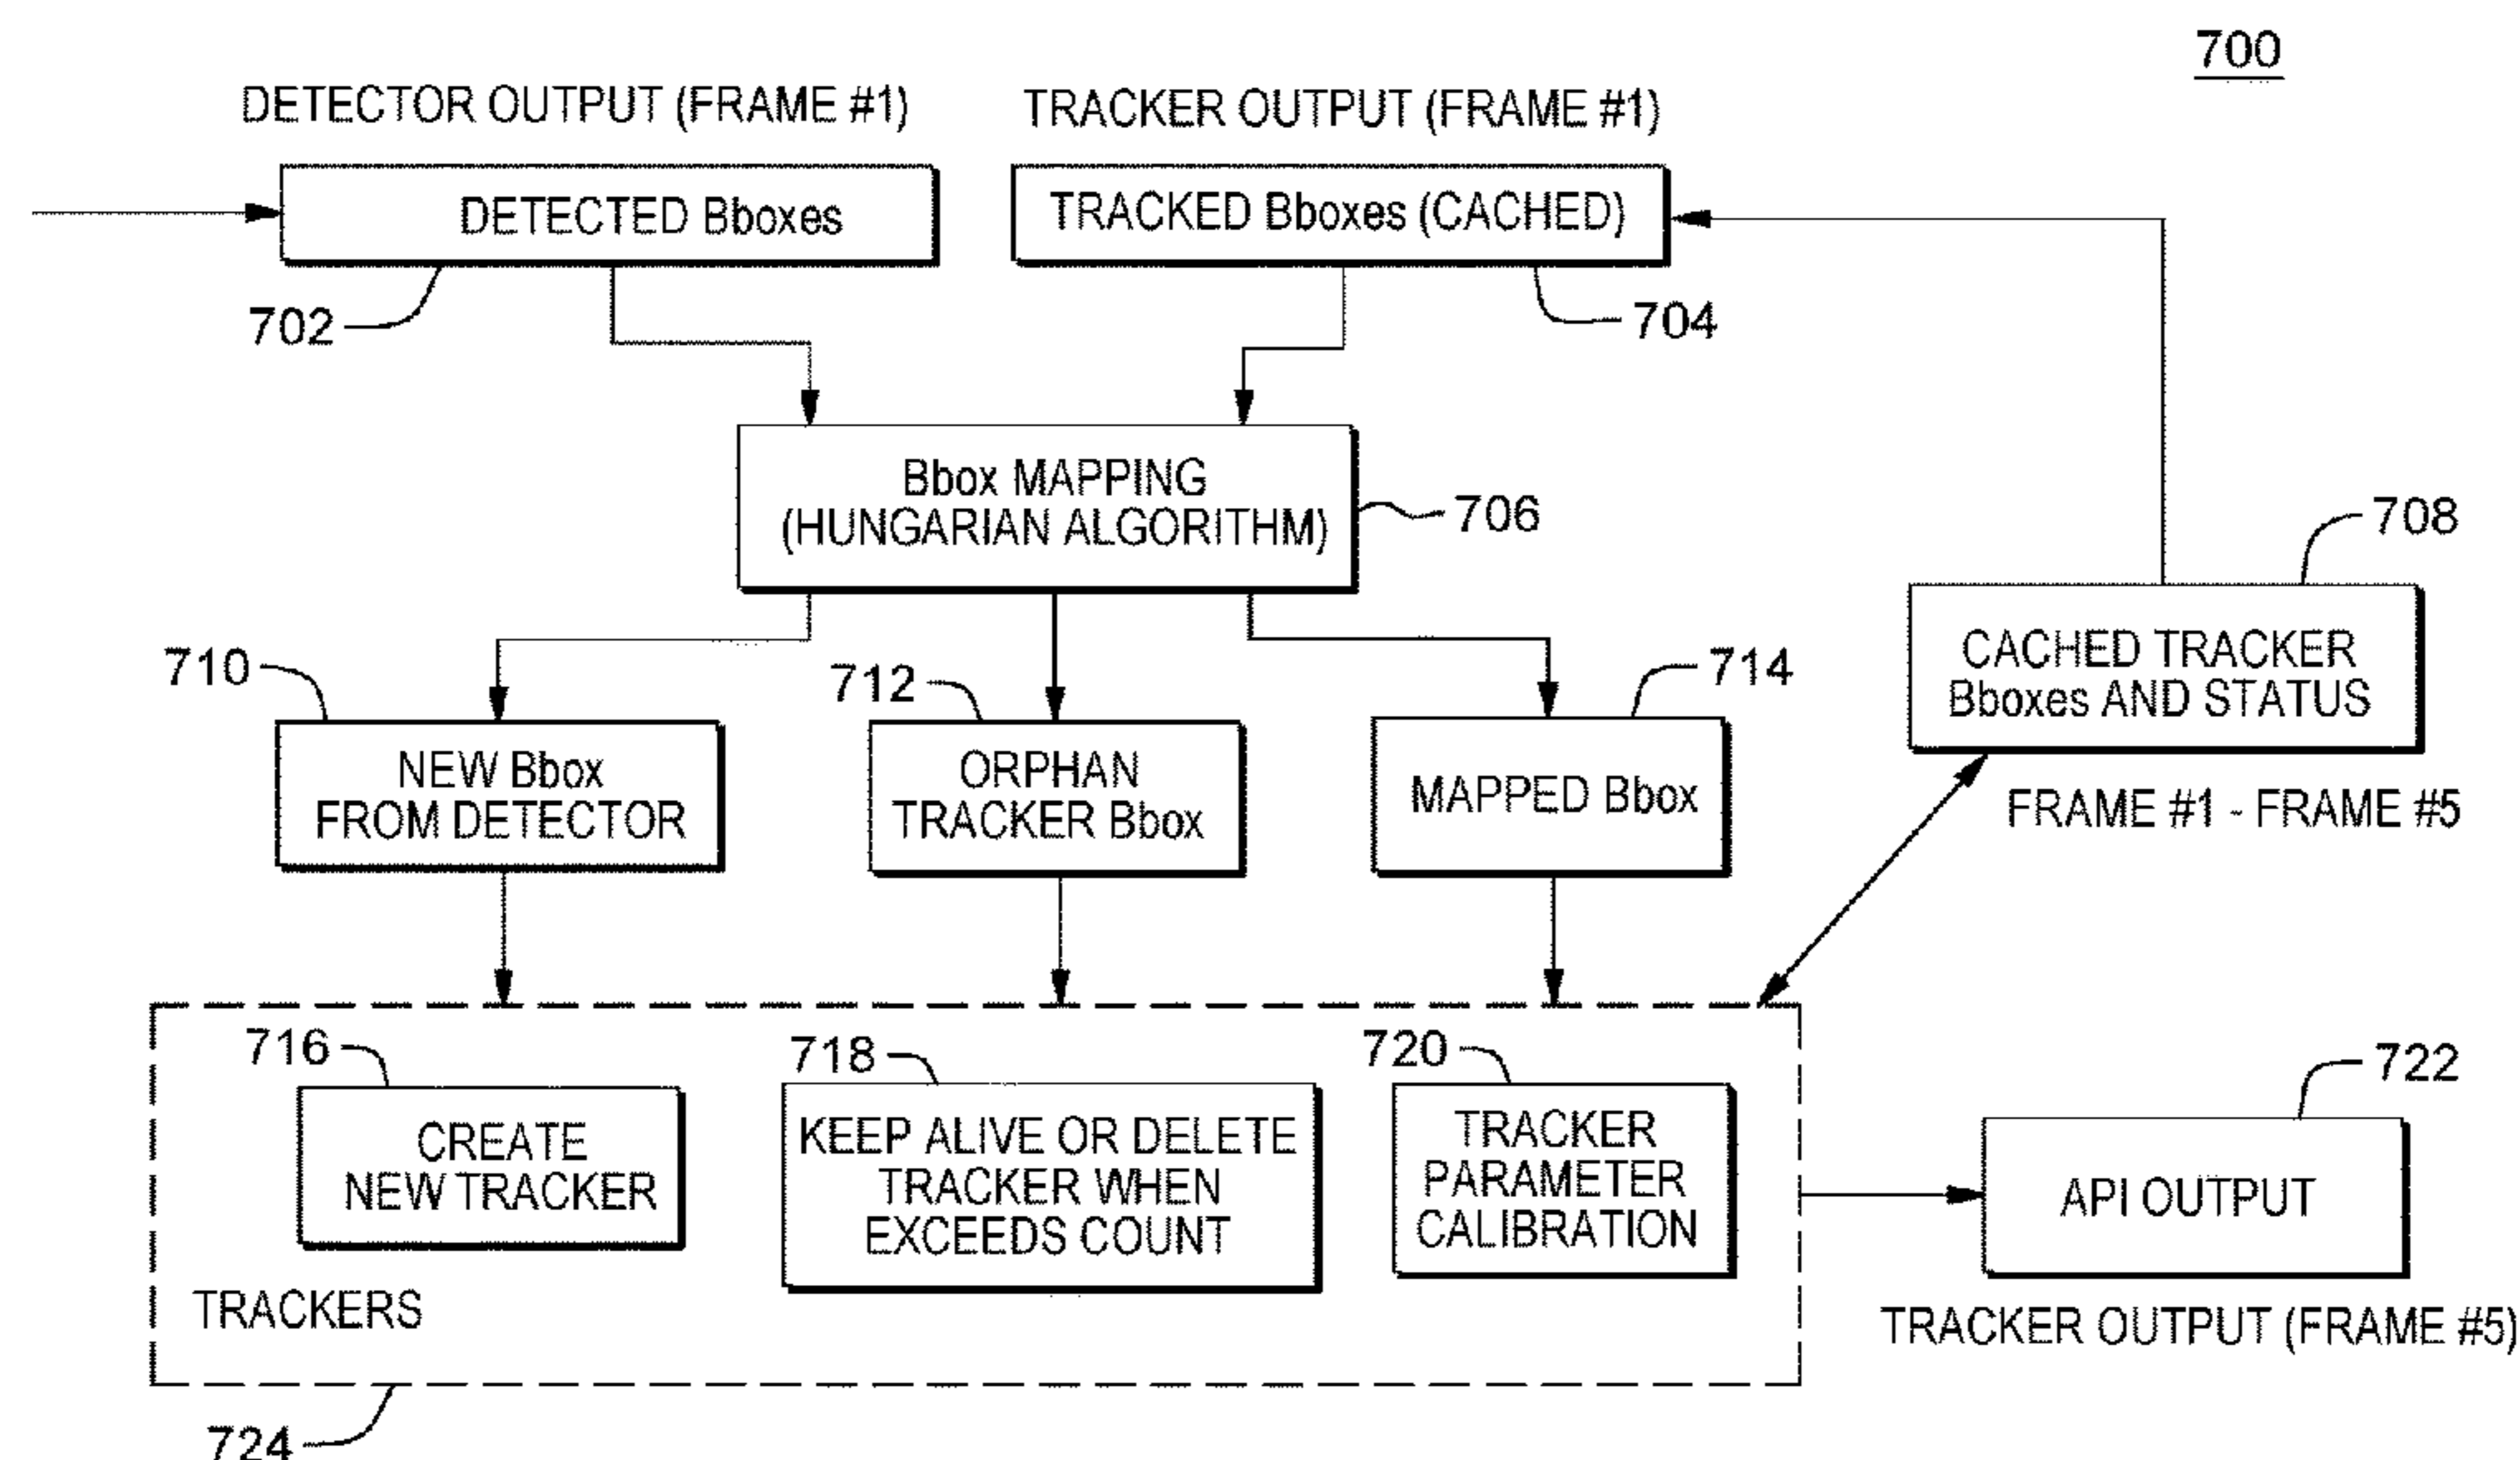 700
DETECTOR OUTPUT (FRAME #1)
TRACKER OUTPUT (FRAME #1)
DETECTED Bboxes
TRACKED Bboxes (CACHED)
702
704
Bbox MAPPING
(HUNGARIAN ALGORITHM)
706
708
CACHED TRACKER
Bboxes AND STATUS
FRAME #1 - FRAME #5
710
712
714
NEW Bbox
FROM DETECTOR
ORPHAN
TRACKER Bbox
MAPPED Bbox
716
718
720
722
CREATE
NEW TRACKER
KEEP ALIVE OR DELETE
TRACKER WHEN
EXCEEDS COUNT
TRACKER
PARAMETER
CALIBRATION
API OUTPUT
TRACKERS
TRACKER OUTPUT (FRAME #5)
724